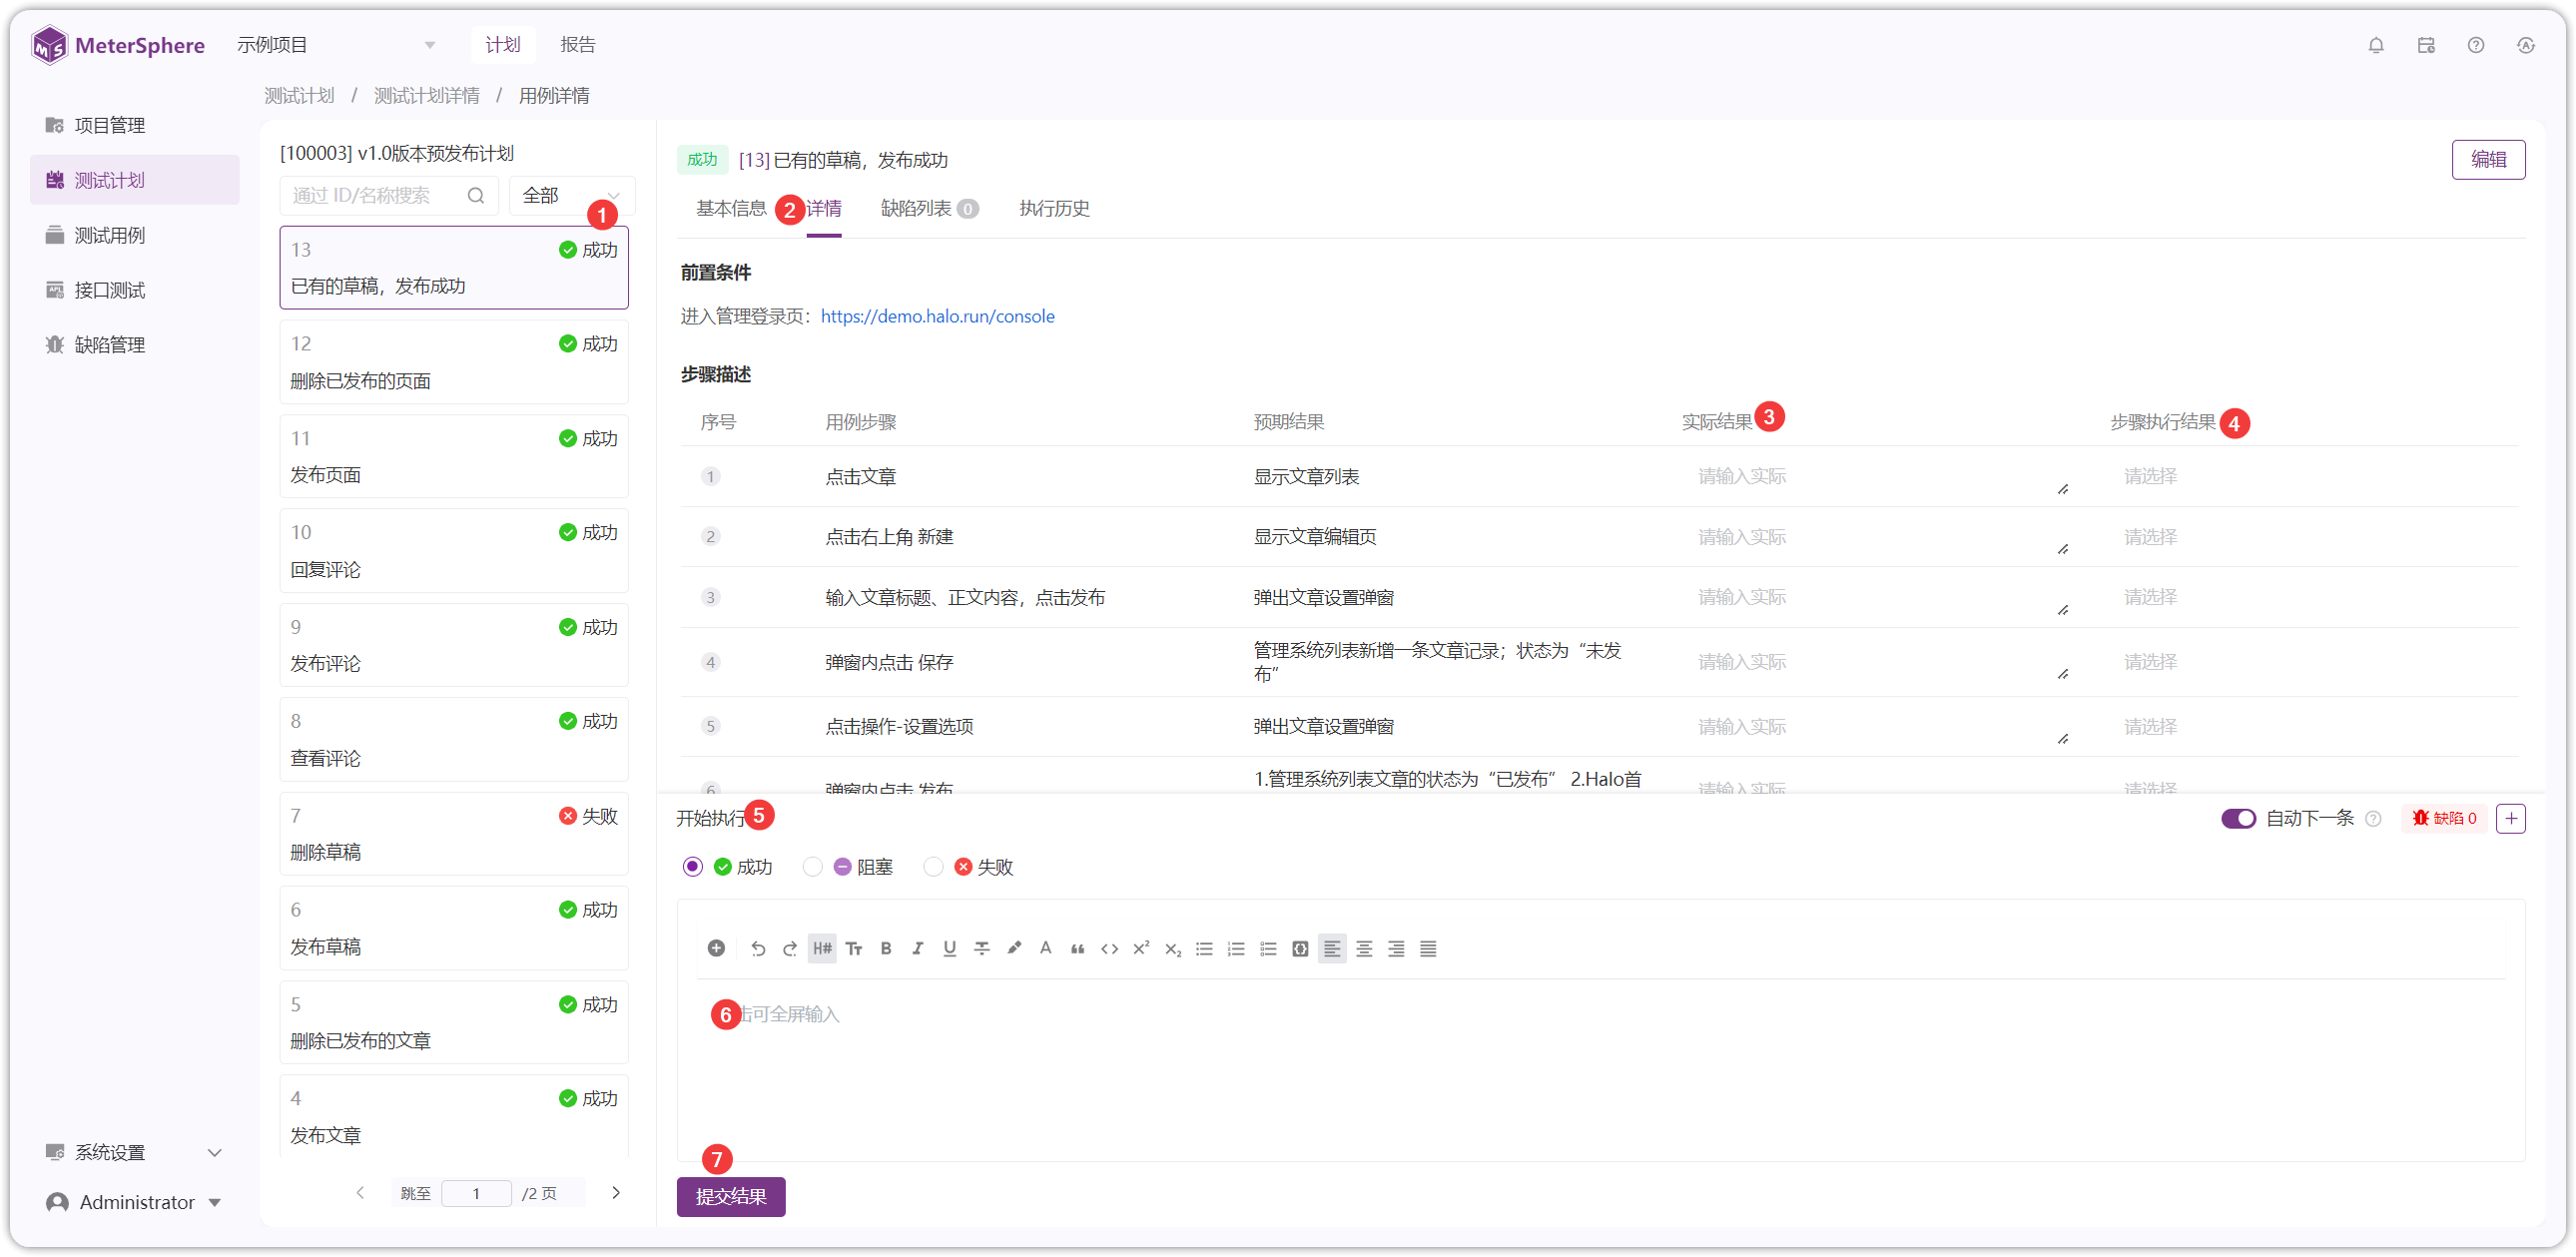 MeterSphere
示例项目
计划
报告
测试计划 / 测试计划详情 / 用例详情
项目管理
测试计划
测试用例
接口测试
缺陷管理
系统设置
Administrator
[100003] v1.0版本预发布计划
通过 ID/名称搜索
全部
1
13
成功
已有的草稿，发布成功
12
成功
删除已发布的页面
11
成功
发布页面
10
成功
回复评论
9
成功
发布评论
8
成功
查看评论
7
失败
删除草稿
6
成功
发布草稿
5
成功
删除已发布的文章
4
成功
发布文章
跳至 1 /2 页
成功 [13] 已有的草稿，发布成功
编辑
基本信息 2 详情 缺陷列表 0 执行历史
前置条件
进入管理登录页：https://demo.halo.run/console
步骤描述
序号 用例步骤 预期结果 实际结果 3 步骤执行结果 4
1 点击文章 显示文章列表 请输入实际 请选择
2 点击右上角 新建 显示文章编辑页 请输入实际 请选择
3 输入文章标题、正文内容，点击发布 弹出文章设置弹窗 请输入实际 请选择
4 弹窗内点击 保存 管理系统列表新增一条文章记录；状态为“未发
布” 请输入实际 请选择
5 点击操作-设置选项 弹出文章设置弹窗 请输入实际 请选择
6 弹窗内点击 发布 1.管理系统列表文章的状态为“已发布” 2.Halo首 请输入实际 请选择
开始执行 5
自动下一条
缺陷 0
成功 阻塞 失败
H# Tt B I U A
6 击可全屏输入
7
提交结果